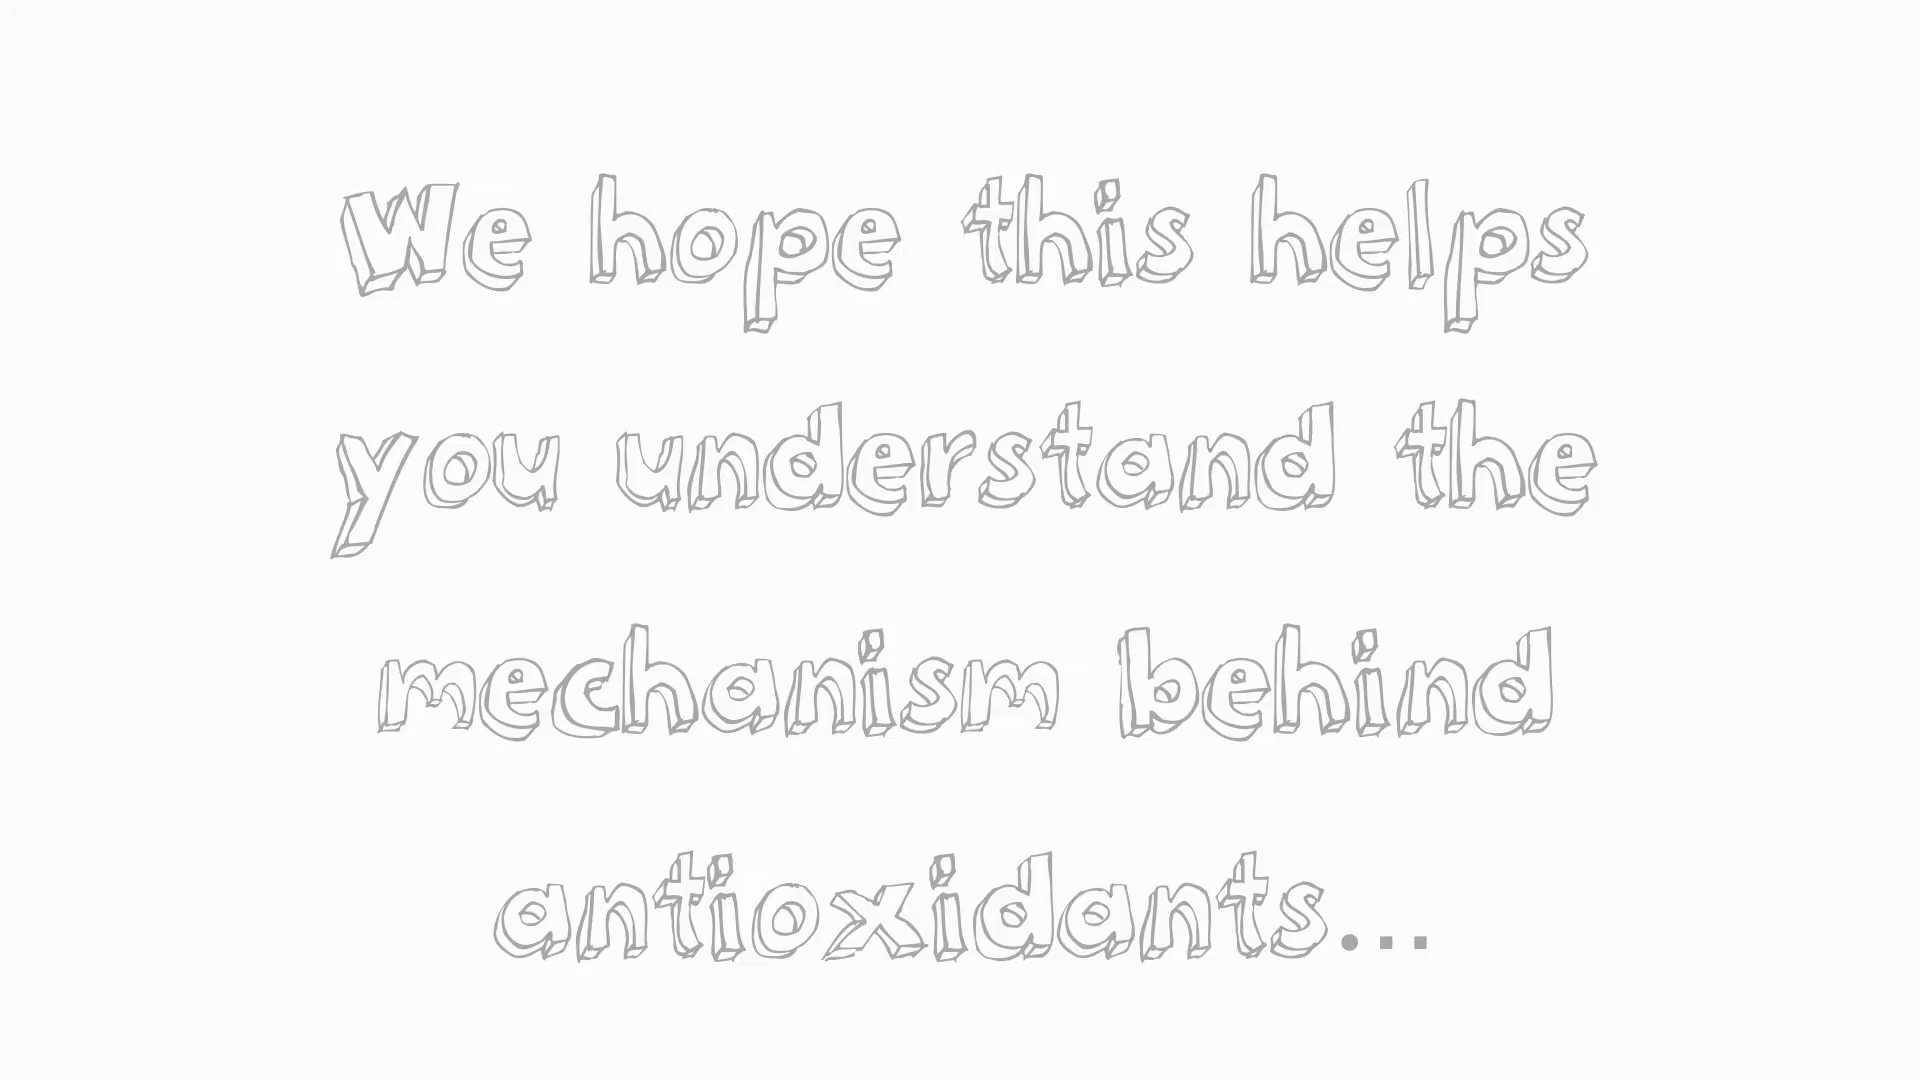 We hope this helps
you understand the
mechanism behind
antioxidants...